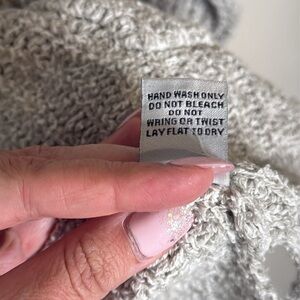 HAND WASH ONLY
DO NOT BLEACH
DO NOT
WRING OR TWIST
LAY FLAT TO DRY